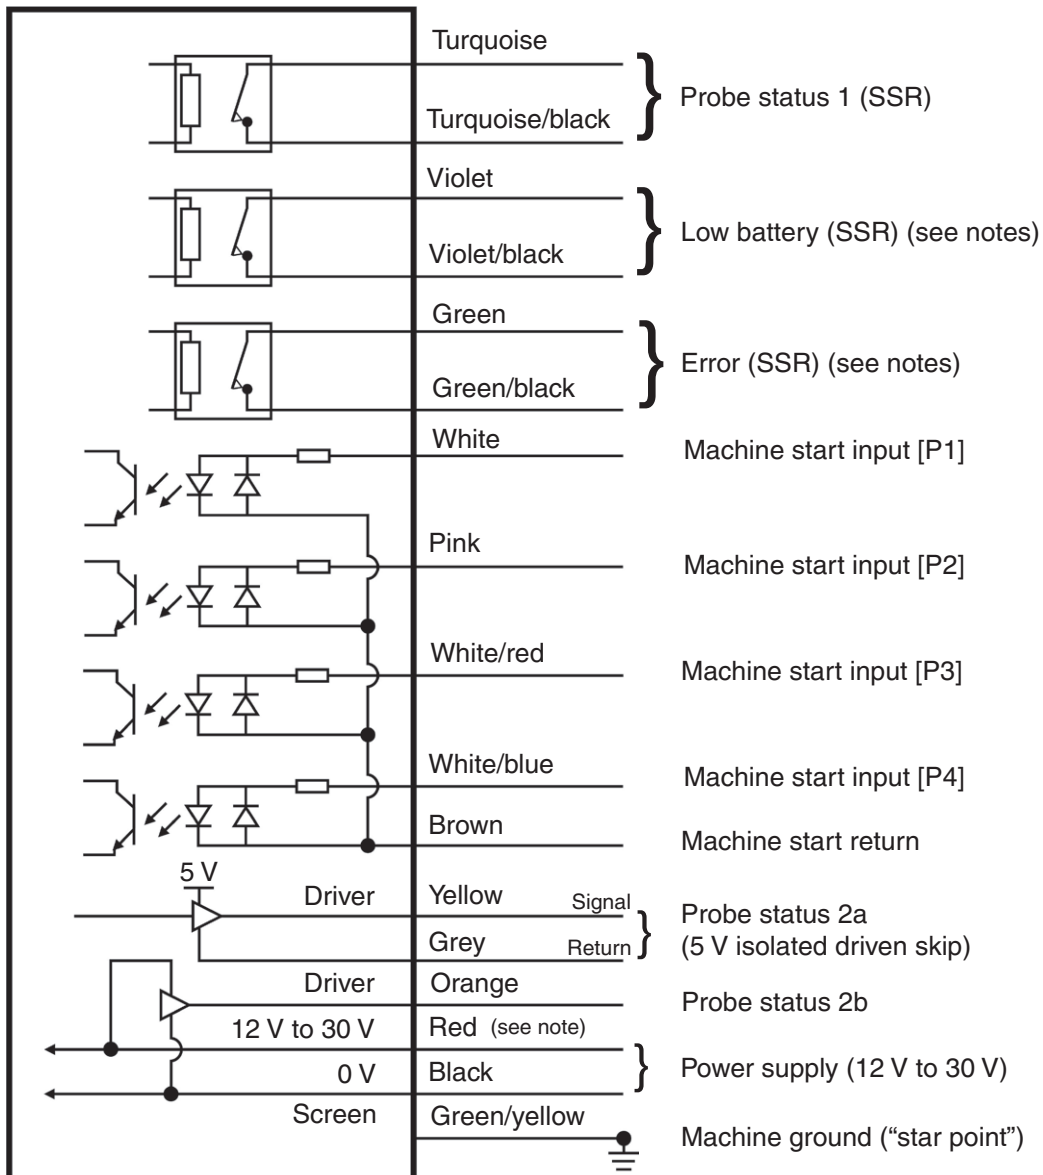 Turquoise
Probe status 1 (SSR)
Turquoise/black
Violet
Low battery (SSR) (see notes)
Violet/black
Green
Error (SSR) (see notes)
Green/black
White
Machine start input [P1]
Pink
Machine start input [P2]
White/red
Machine start input [P3]
White/blue
Machine start input [P4]
Brown
Machine start return
5 V
Driver
Yellow
Signal
Probe status 2a
(5 V isolated driven skip)
Grey
Return
Driver
Orange
Probe status 2b
12 V to 30 V
Red (see note)
Power supply (12 V to 30 V)
0 V
Black
Screen
Green/yellow
Machine ground (“star point”)